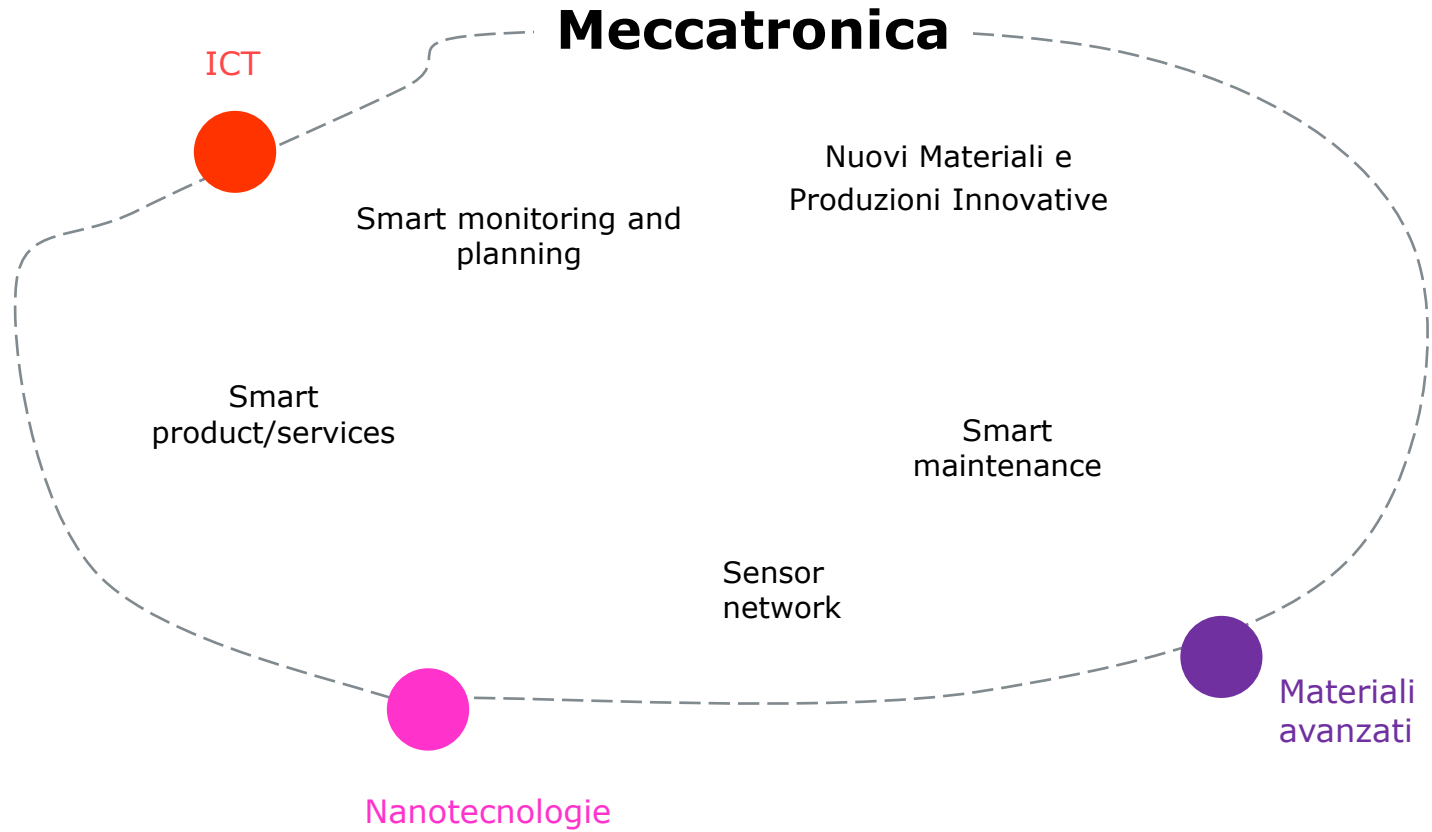 Meccatronica
ICT
Nuovi Materiali e
Produzioni Innovative
Smart monitoring and
planning
Smart
product/services
Smart
maintenance
Sensor
network
Materiali
avanzati
Nanotecnologie